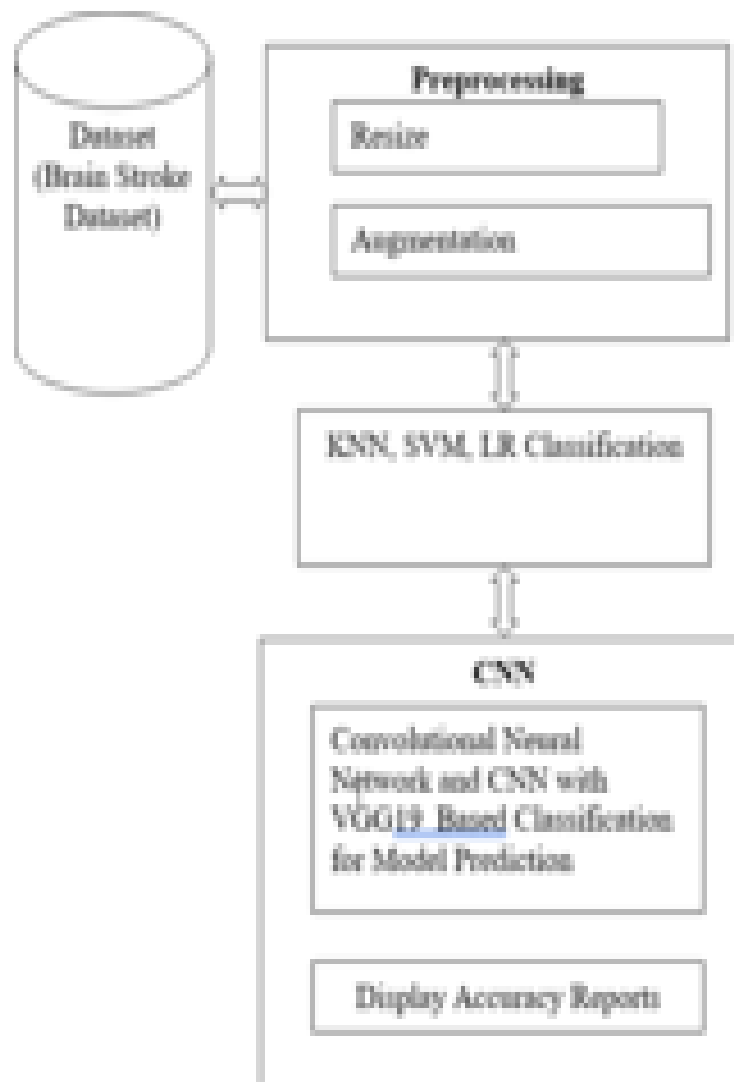 Dataset
(Brain Stroke
Dataset)
Preprocessing
Resize
Augmentation
KNN, SVM, LR Classification
CNN
Convolutional Neural
Network and CNN with
VGG19 Based Classification
for Model Prediction
Display Accuracy Reports